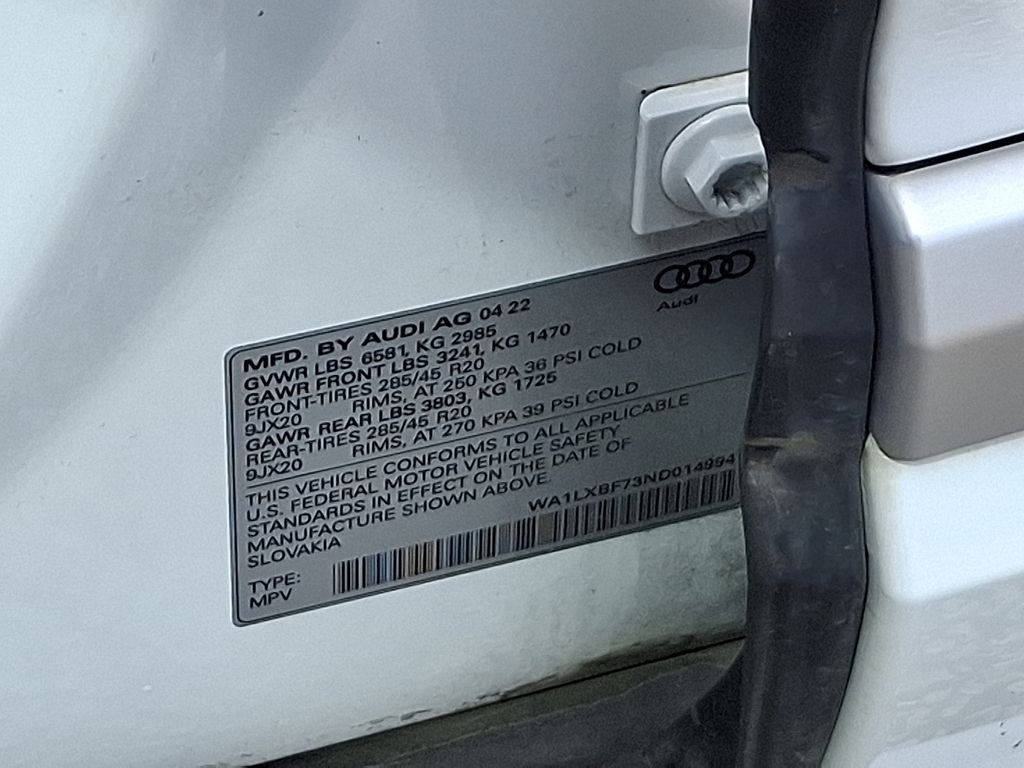 MFD. BY AUDI AG 04 22
Audi
GVWR LBS 6581, KG 2985
GAWR FRONT LBS 3241, KG 1470
FRONT-TIRES 285/45 R20
9JX20 RIMS, AT 250 KPA 36 PSI COLD
GAWR REAR LBS 3803, KG 1725
REAR-TIRES 285/45 R20
9JX20 RIMS, AT 270 KPA 39 PSI COLD
THIS VEHICLE CONFORMS TO ALL APPLICABLE
U.S. FEDERAL MOTOR VEHICLE SAFETY
STANDARDS IN EFFECT ON THE DATE OF
MANUFACTURE SHOWN ABOVE.
SLOVAKIA
WA1LXBF73ND014994
TYPE:
MPV